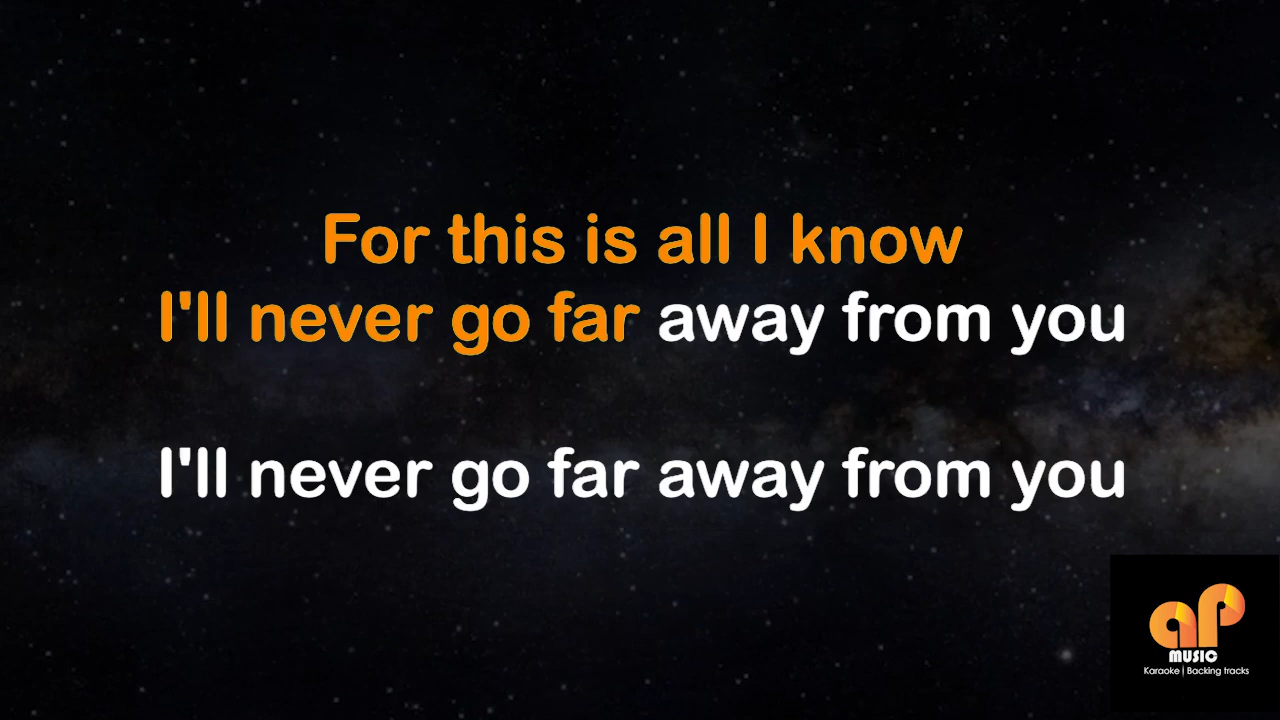 For this is all I know
I'll never go far away from you
I'll never go far away from you
aP
MUSIC
Karaoke | Backing tracks